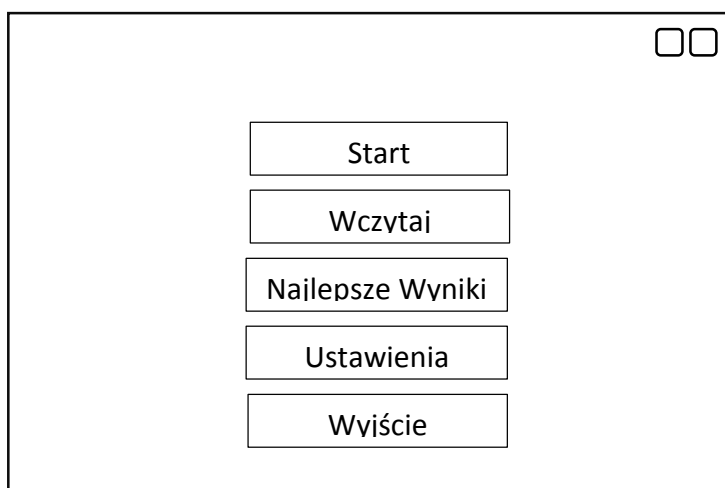 Start
Wczytaj
Najlepsze Wyniki
Ustawienia
Wyjście